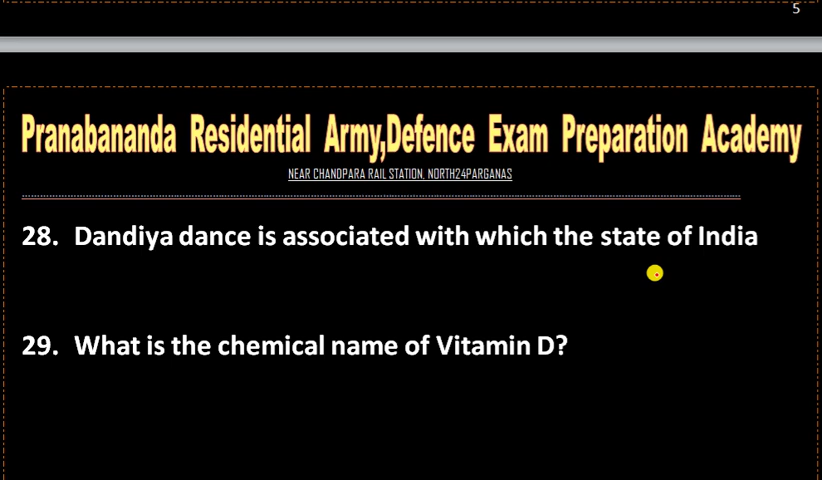 5
Pranabananda Residential Army,Defence Exam Preparation Academy
NEAR CHANDPARA RAIL STATION, NORTH24PARGANAS
28. Dandiya dance is associated with which the state of India
29. What is the chemical name of Vitamin D?